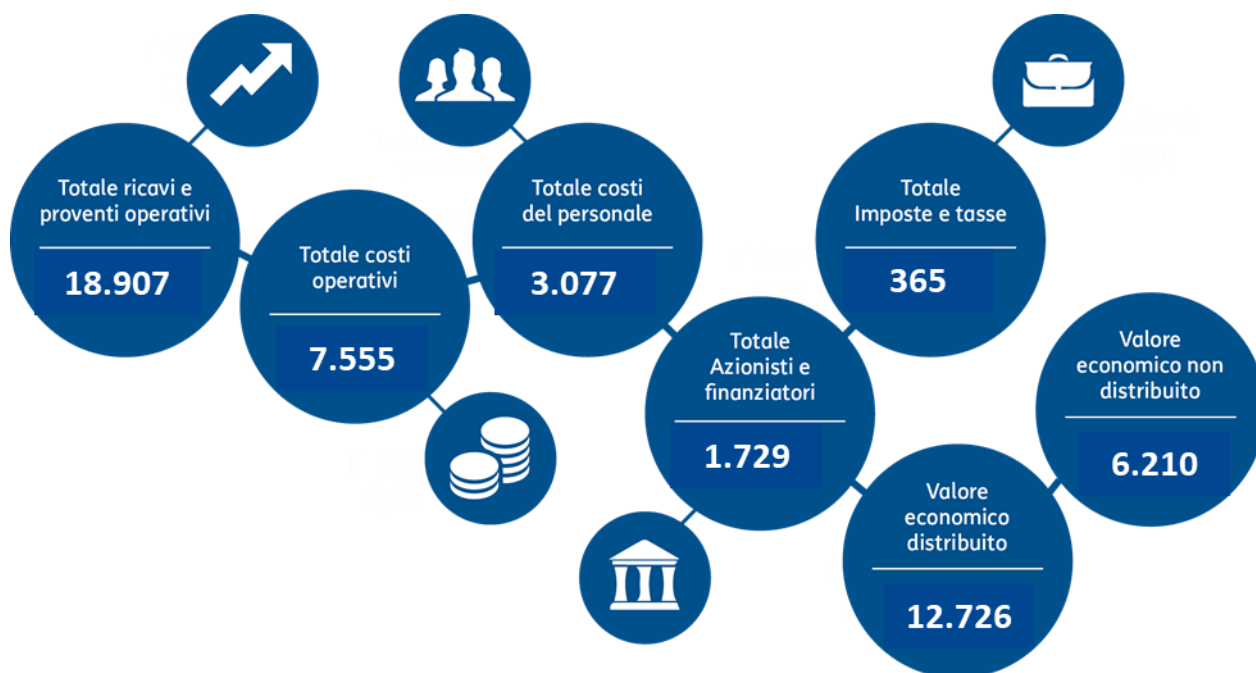 Totale ricavi e
proventi operativi
18.907
Totale costi
operativi
7.555
Totale costi
del personale
3.077
Totale
Azionisti e
finanziatori
1.729
Totale
Imposte e tasse
365
Valore
economico
distribuito
12.726
Valore
economico non
distribuito
6.210